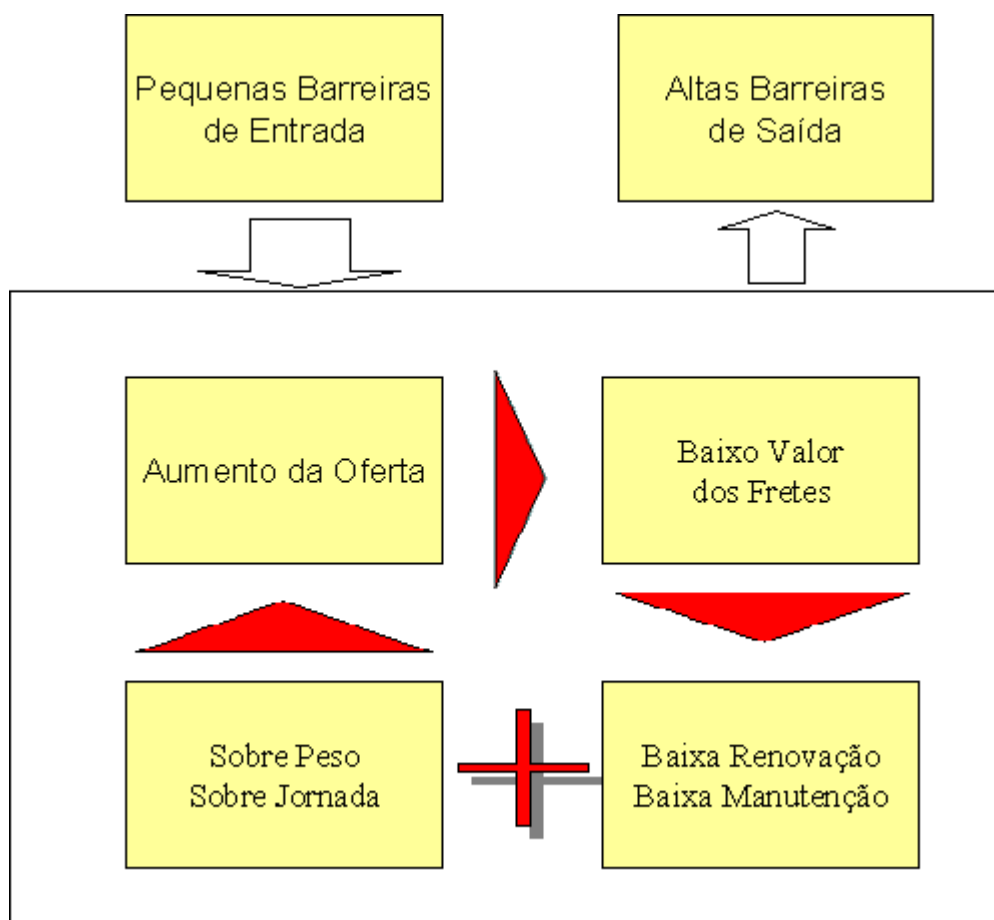 Pequenas Barreiras
de Entrada
Altas Barreiras
de Saída
Aumento da Oferta
Baixo Valor
dos Fretes
Sobre Peso
Sobre Jornada
Baixa Renovação
Baixa Manutenção